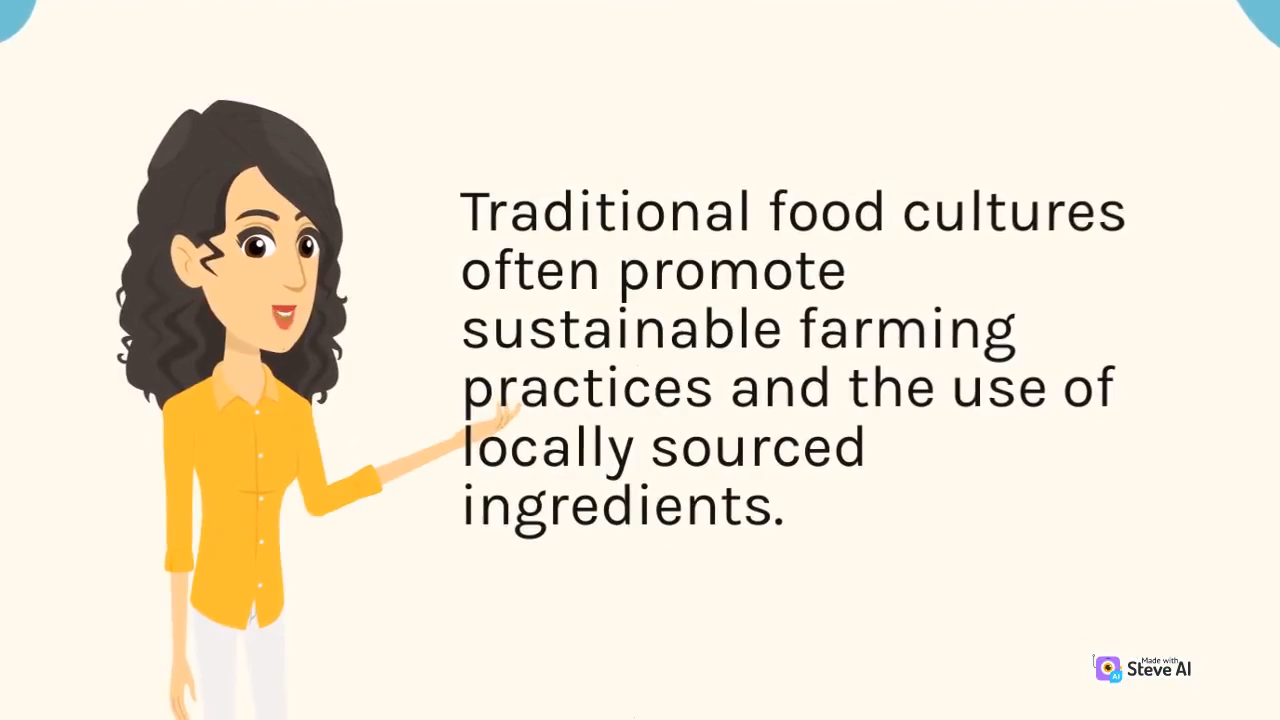 Traditional food cultures
often promote
sustainable farming
practices and the use of
locally sourced
ingredients.
Made with
Steve AI
AI